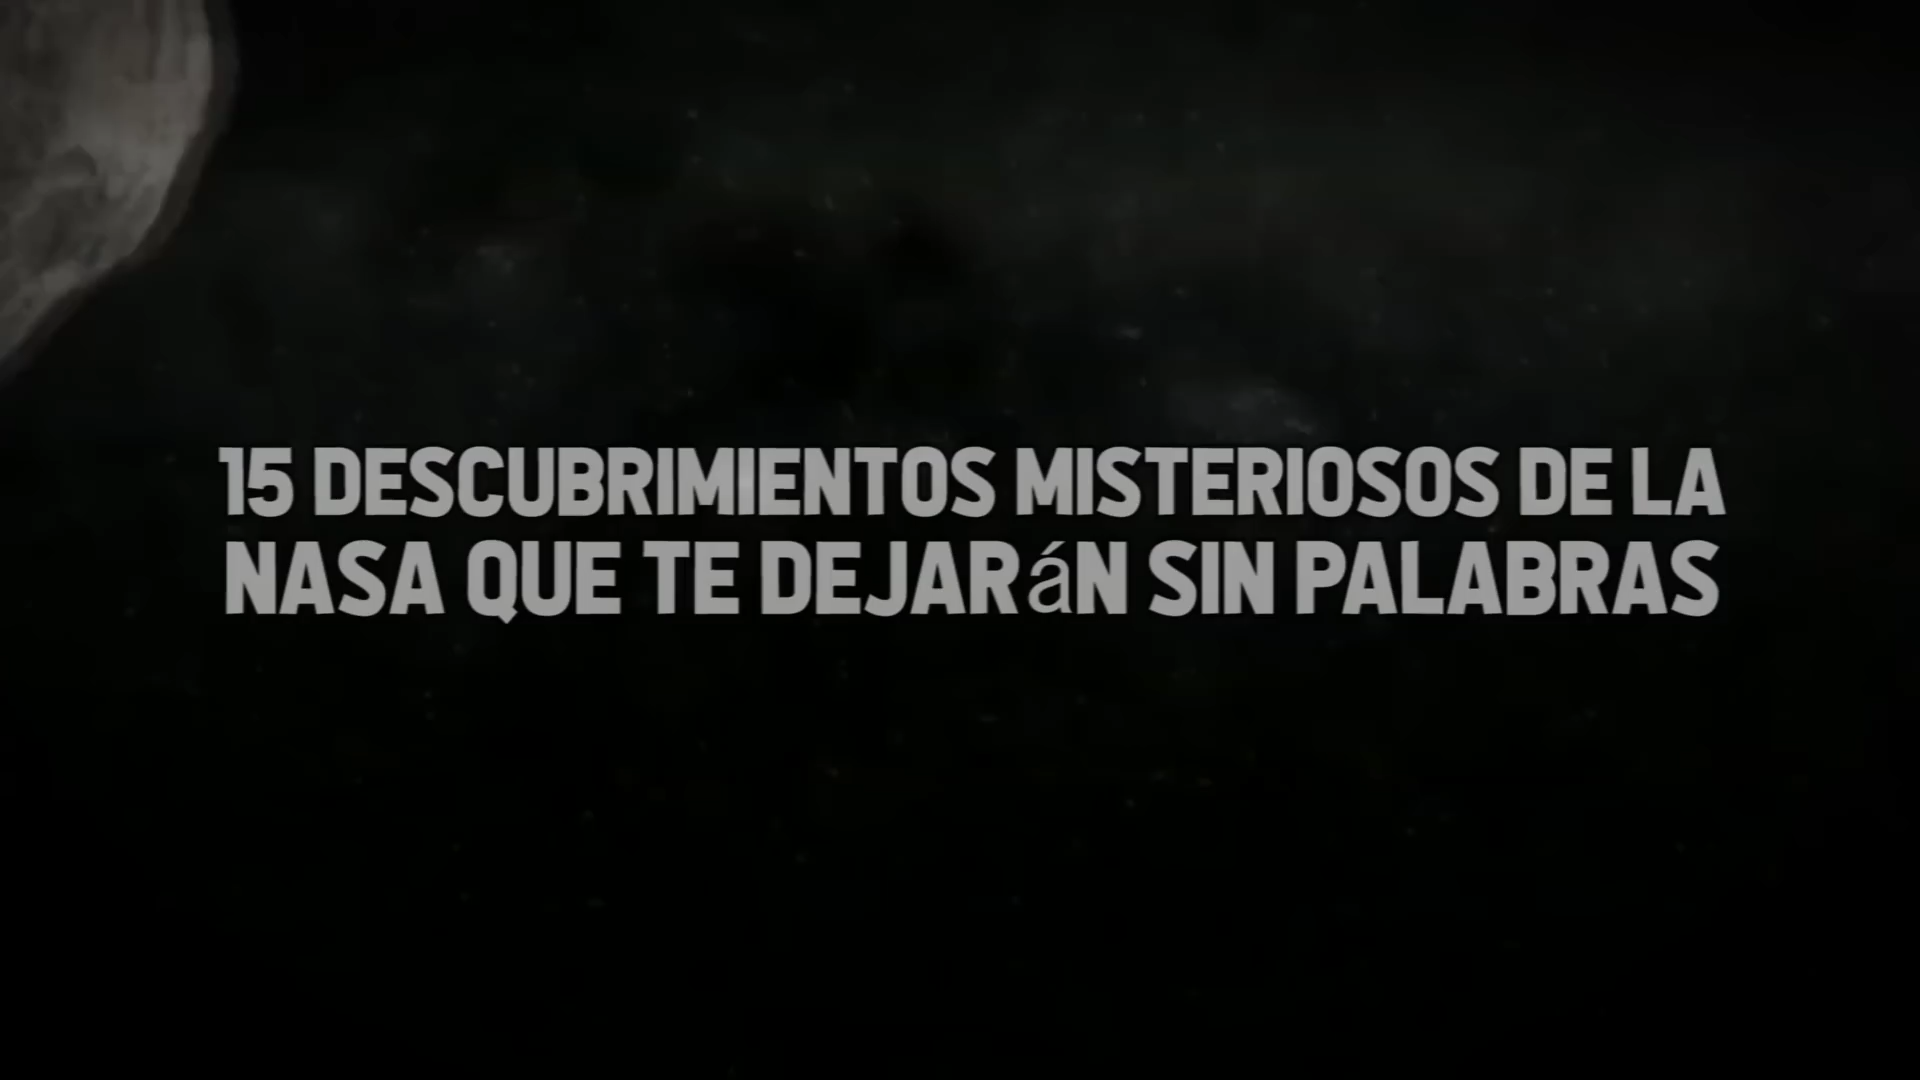 15 DESCUBRIMIENTOS MISTERIOSOS DE LA
NASA QUE TE DEJARáN SIN PALABRAS